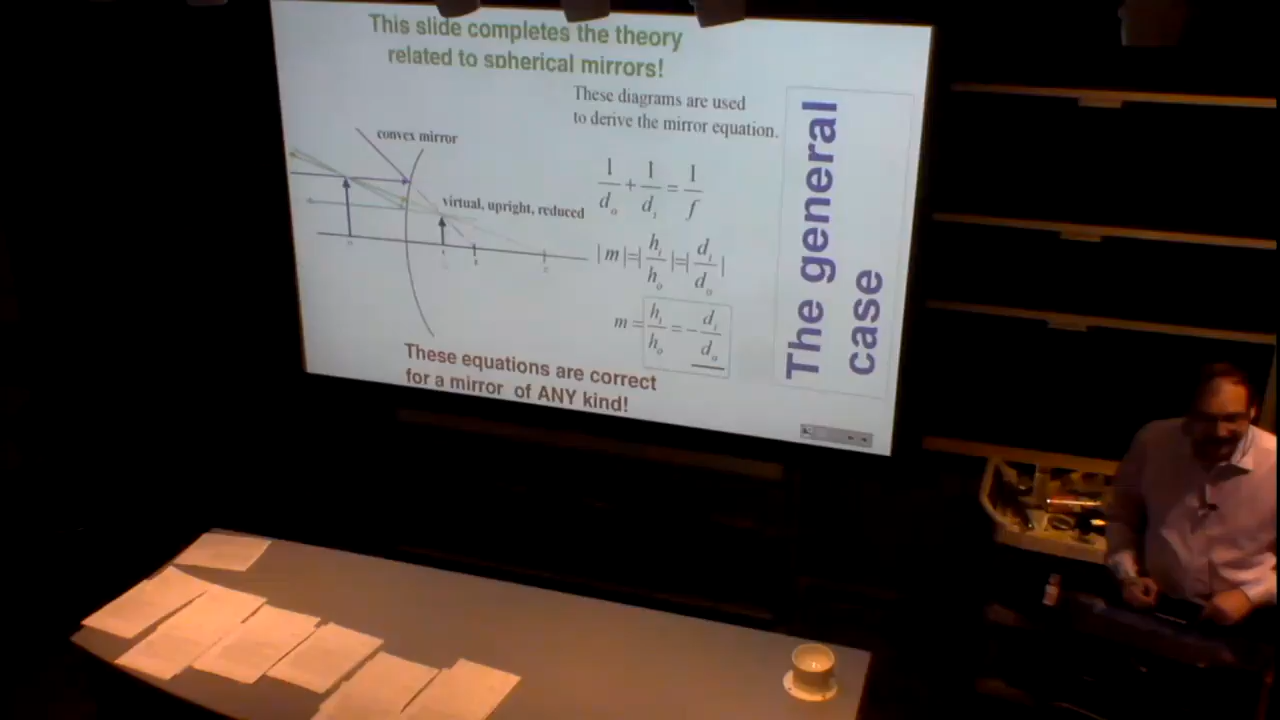 This slide completes the theory
related to spherical mirrors!
These diagrams are used
to derive the mirror equation.
convex mirror
virtual, upright, reduced
1/d_o + 1/d_i = 1/f
|m|=|h_i/h_o|=|d_i/d_o|
m = h_i/h_o = - d_i/d_o
These equations are correct
for a mirror of ANY kind!
The general
case